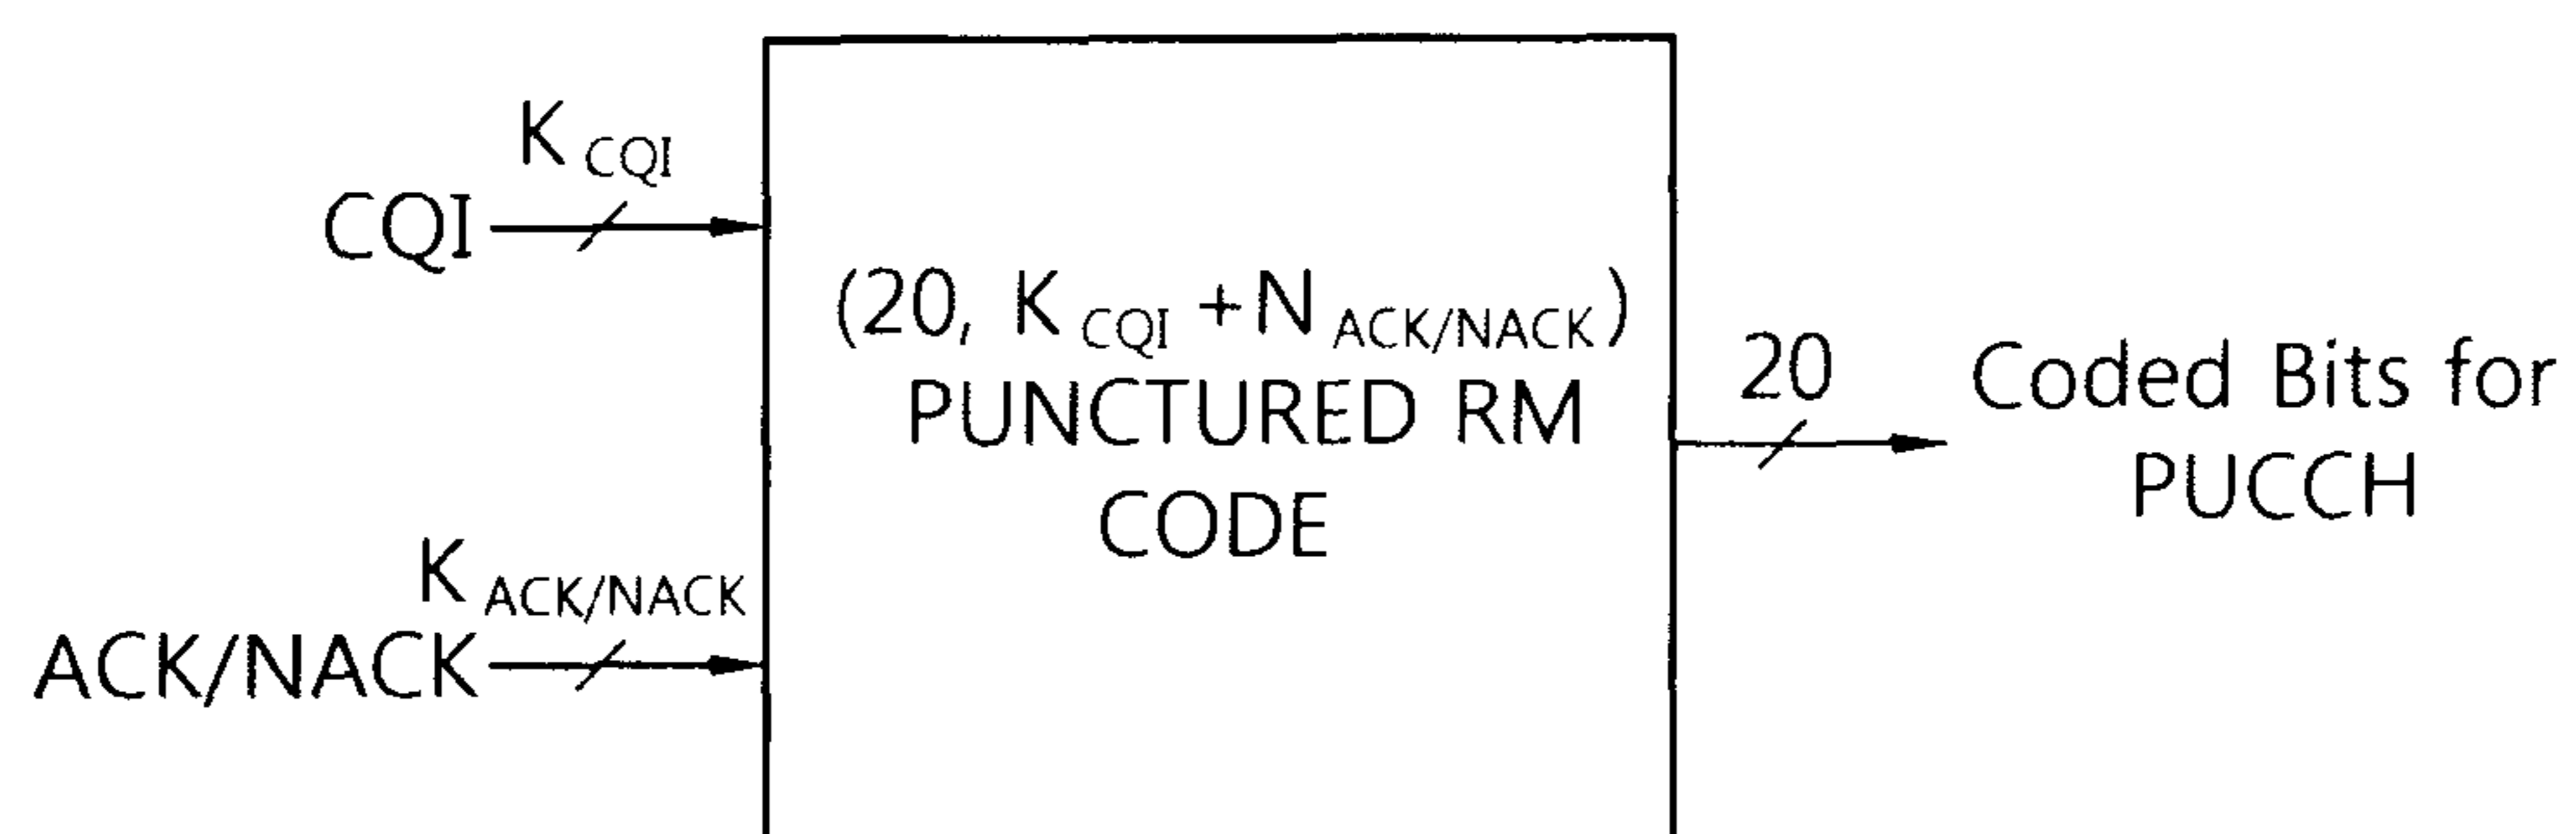 K CQI
CQI
(20, K CQI +N ACK/NACK)
PUNCTURED RM
CODE
K ACK/NACK
ACK/NACK
20
Coded Bits for
PUCCH